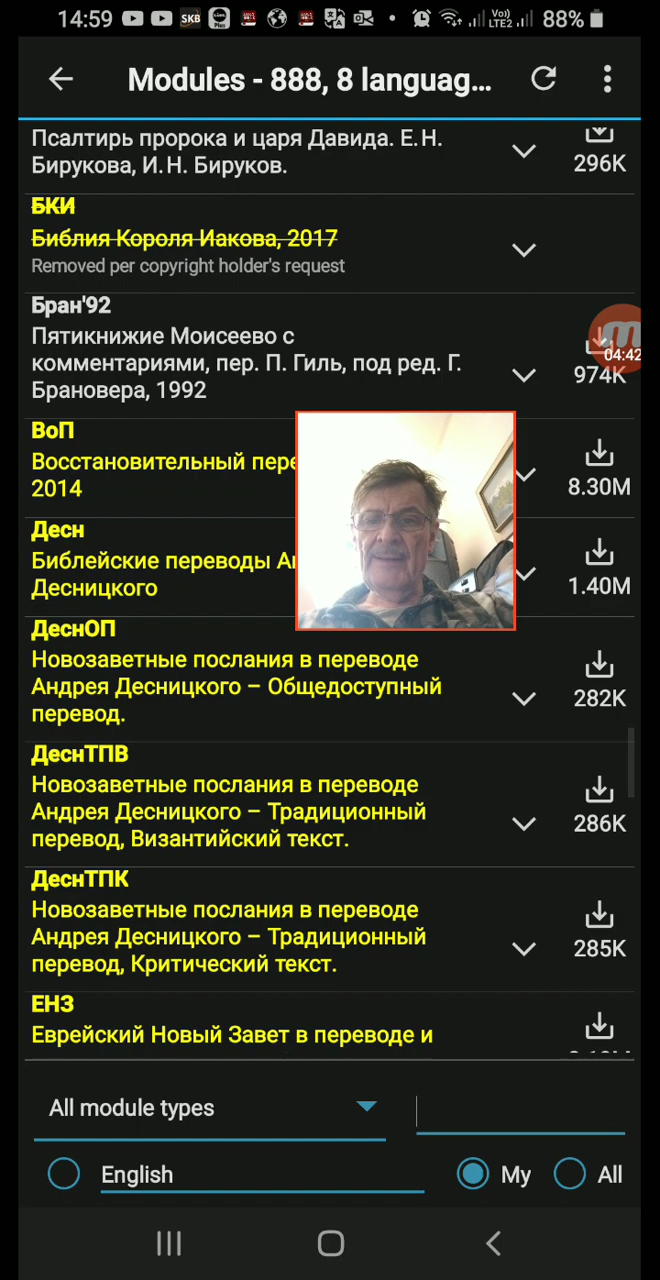 14:59
SKB
Vo))
LTE2
88%
Modules - 888, 8 languag...
Псалтирь пророка и царя Давида. Е.Н.
Бирукова, И.Н. Бируков.
296K
БКИ
Библия Короля Иакова, 2017
Removed per copyright holder's request
Бран'92
Пятикнижие Моисеево с
комментариями, пер. П. Гиль, под ред. Г.
Брановера, 1992
04:42
974K
ВоП
Восстановительный пере
2014
8.30M
Десн
Библейские переводы Ан
Десницкого
1.40M
ДеснОП
Новозаветные послания в переводе
Андрея Десницкого – Общедоступный
перевод.
282K
ДеснТПВ
Новозаветные послания в переводе
Андрея Десницкого – Традиционный
перевод, Византийский текст.
286K
ДеснТПК
Новозаветные послания в переводе
Андрея Десницкого – Традиционный
перевод, Критический текст.
285K
ЕНЗ
Еврейский Новый Завет в переводе и
All module types
English
My
All